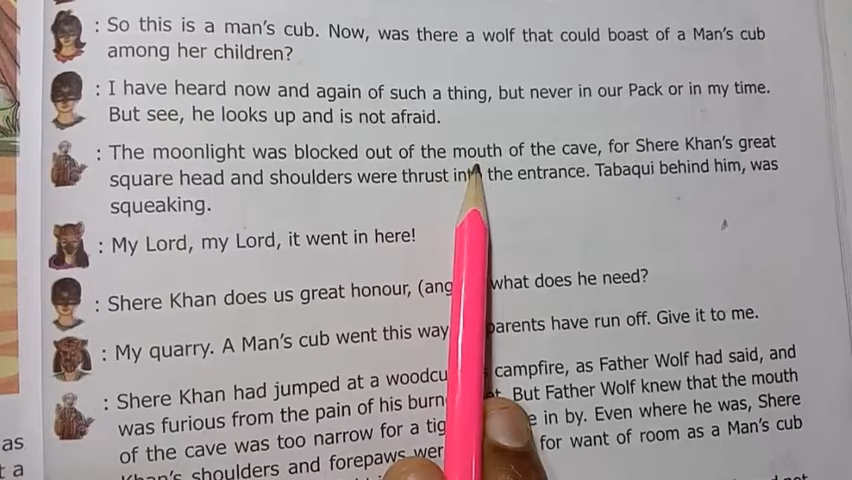 : So this is a man's cub. Now, was there a wolf that could boast of a Man's cub
among her children?
: I have heard now and again of such a thing, but never in our Pack or in my time.
But see, he looks up and is not afraid.
: The moonlight was blocked out of the mouth of the cave, for Shere Khan's great
square head and shoulders were thrust into the entrance. Tabaqui behind him, was
squeaking.
: My Lord, my Lord, it went in here!
: Shere Khan does us great honour, (ang what does he need?
: My quarry. A Man's cub went this way parents have run off. Give it to me.
: Shere Khan had jumped at a woodcu campfire, as Father Wolf had said, and
was furious from the pain of his burn But Father Wolf knew that the mouth
of the cave was too narrow for a tig in by. Even where he was, Shere
Khan's shoulders and forepaws wer for want of room as a Man's cub
as
t a